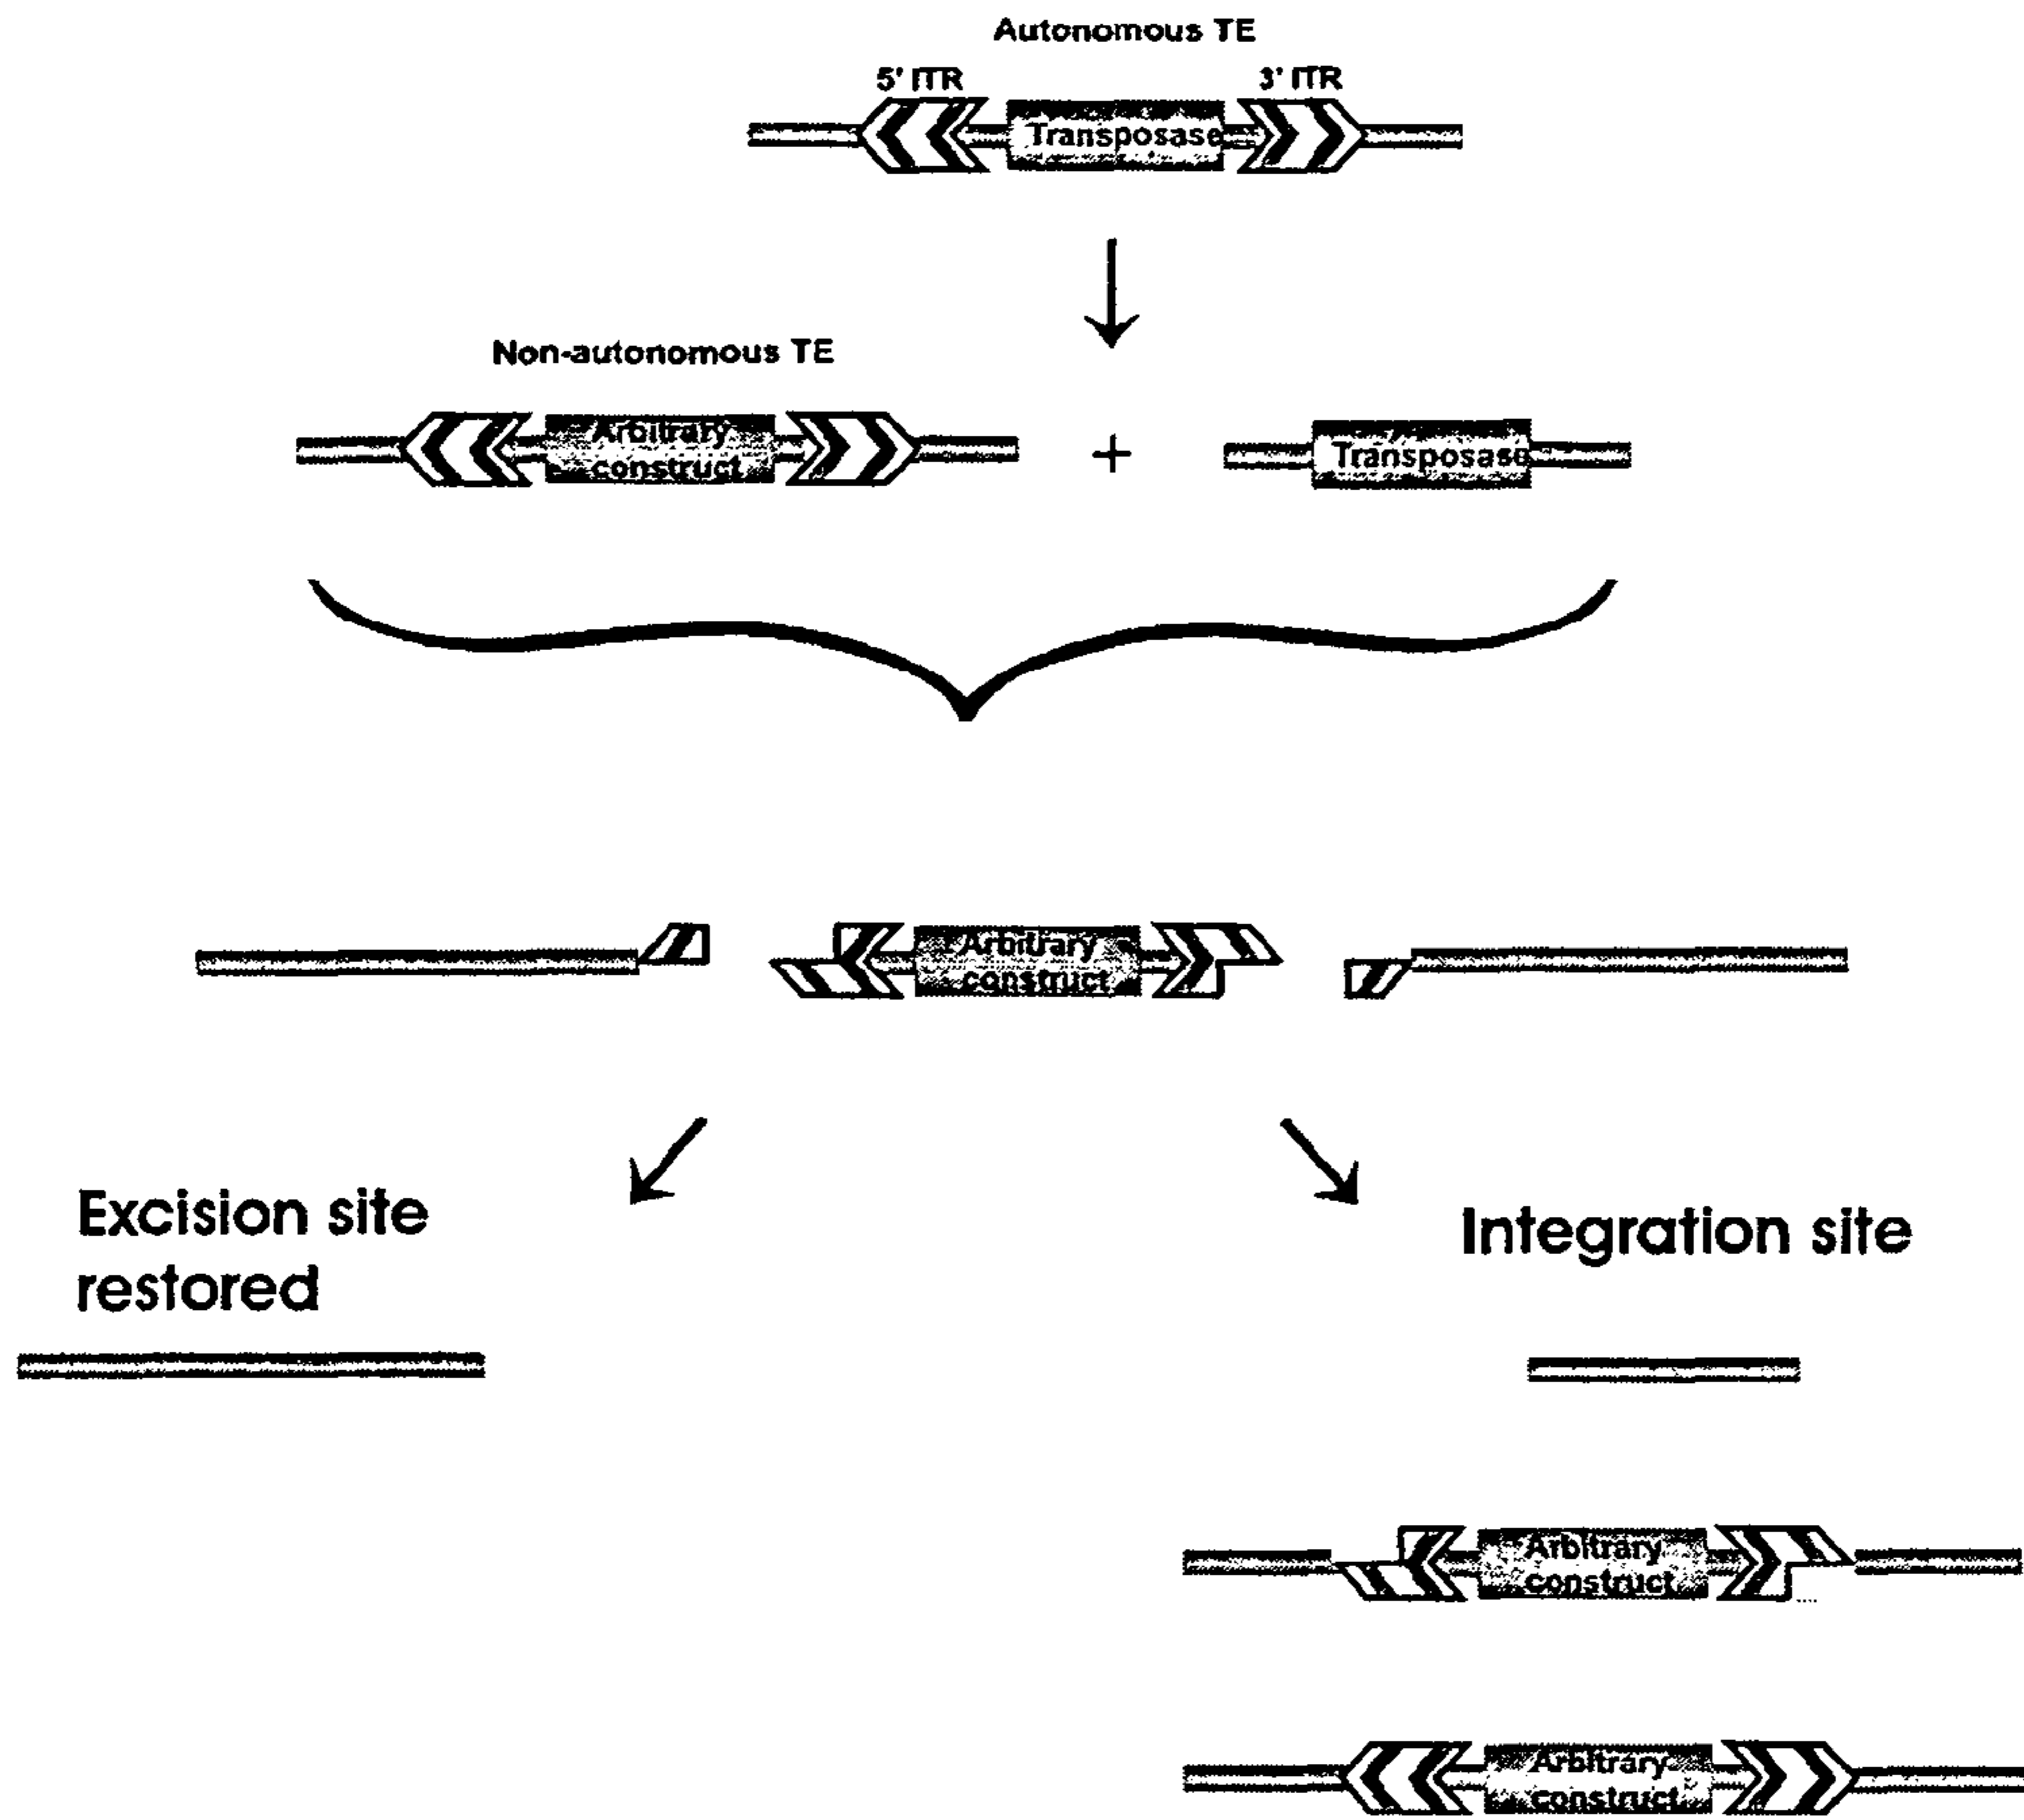 Autonomous TE
5' ITR
3' ITR
Transposase
Non-autonomous TE
Arbitrary
construct
+
Transposase
Arbitrary
construct
Excision site
restored
Integration site
Arbitrary
construct
Arbitrary
construct